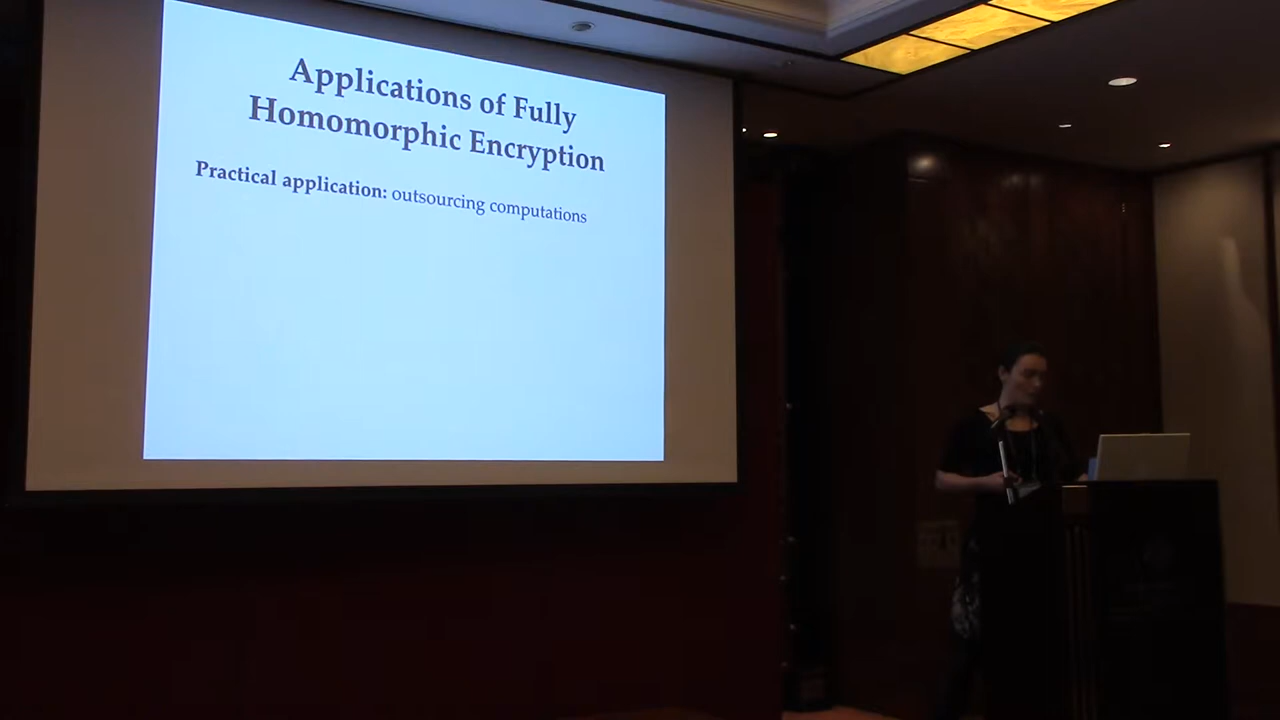 Applications of Fully
Homomorphic Encryption
Practical application: outsourcing computations